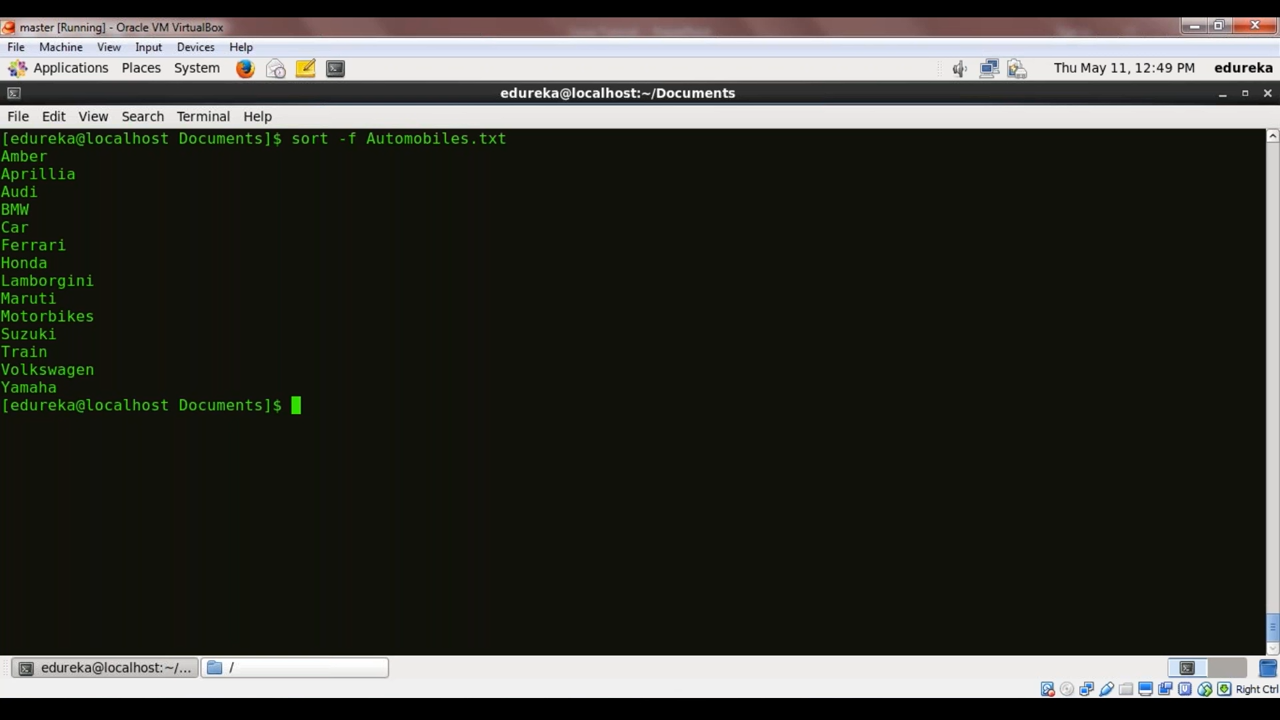 master [Running] - Oracle VM VirtualBox
File Machine View Input Devices Help
Applications Places System Thu May 11, 12:49 PM edureka
edureka@localhost:~/Documents
File Edit View Search Terminal Help
[edureka@localhost Documents]$ sort -f Automobiles.txt
Amber
Aprillia
Audi
BMW
Car
Ferrari
Honda
Lamborgini
Maruti
Motorbikes
Suzuki
Train
Volkswagen
Yamaha
[edureka@localhost Documents]$
edureka@localhost:~/... /
Right Ctrl